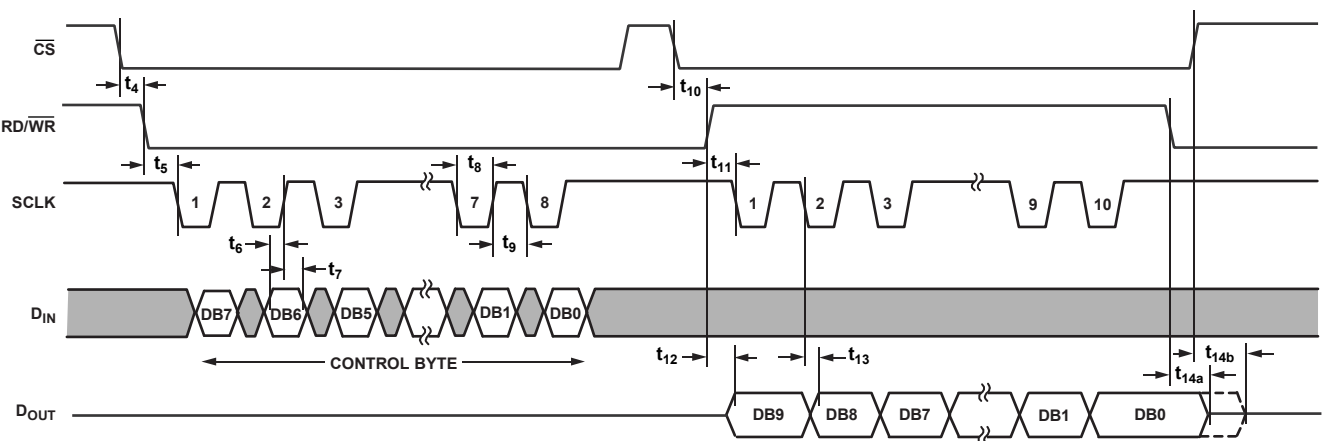 CS
t4
t10
RD/WR
t5
t8
t11
SCLK
1
2
3
7
8
1
2
3
9
10
t6
t9
t7
DIN
DB7
DB6
DB5
DB1
DB0
CONTROL BYTE
t12
t13
t14b
t14a
DOUT
DB9
DB8
DB7
DB1
DB0